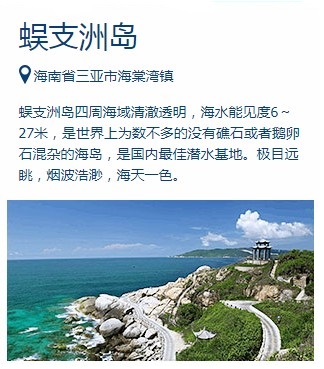 蜈支洲岛
海南省三亚市海棠湾镇
蜈支洲岛四周海域清澈透明，海水能见度6～
27米，是世界上为数不多的没有礁石或者鹅卵
石混杂的海岛，是国内最佳潜水基地。极目远
眺，烟波浩渺，海天一色。